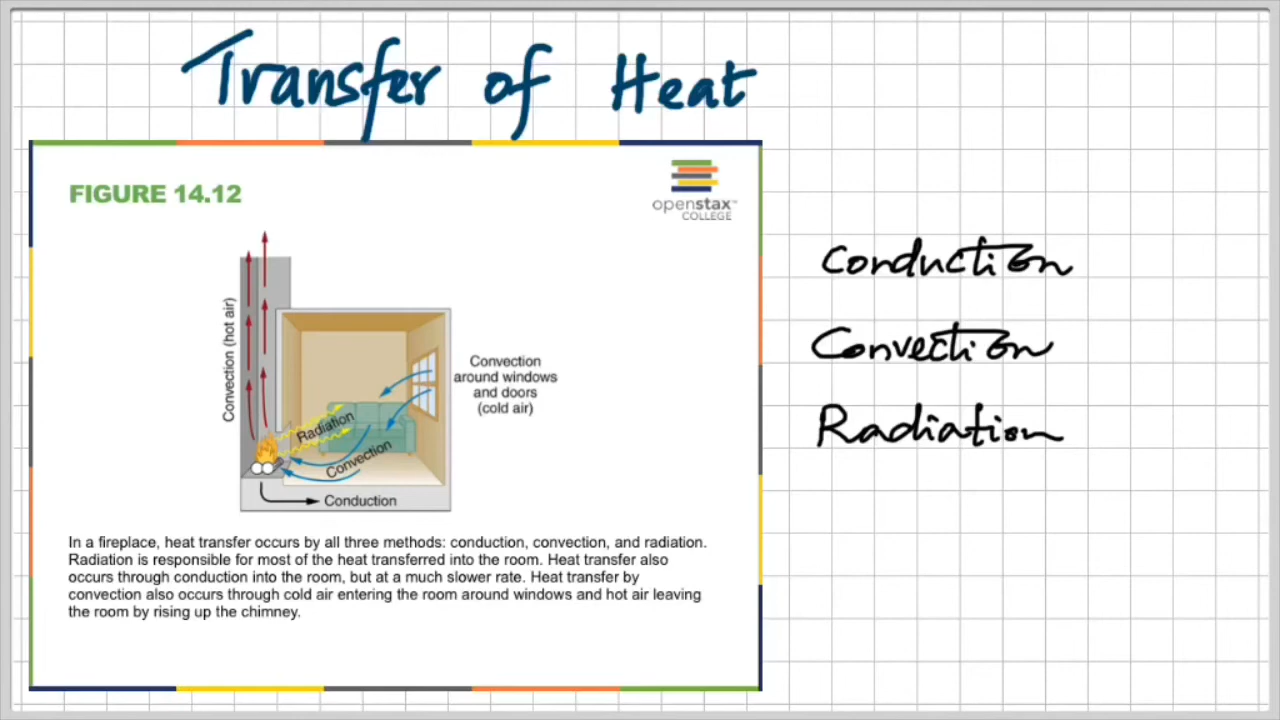 Transfer of Heat
FIGURE 14.12
openstax™
COLLEGE
Convection (hot air)
Convection
around windows
and doors
(cold air)
Radiation
Convection
Conduction
In a fireplace, heat transfer occurs by all three methods: conduction, convection, and radiation.
Radiation is responsible for most of the heat transferred into the room. Heat transfer also
occurs through conduction into the room, but at a much slower rate. Heat transfer by
convection also occurs through cold air entering the room around windows and hot air leaving
the room by rising up the chimney.
Conduction
Convection
Radiation